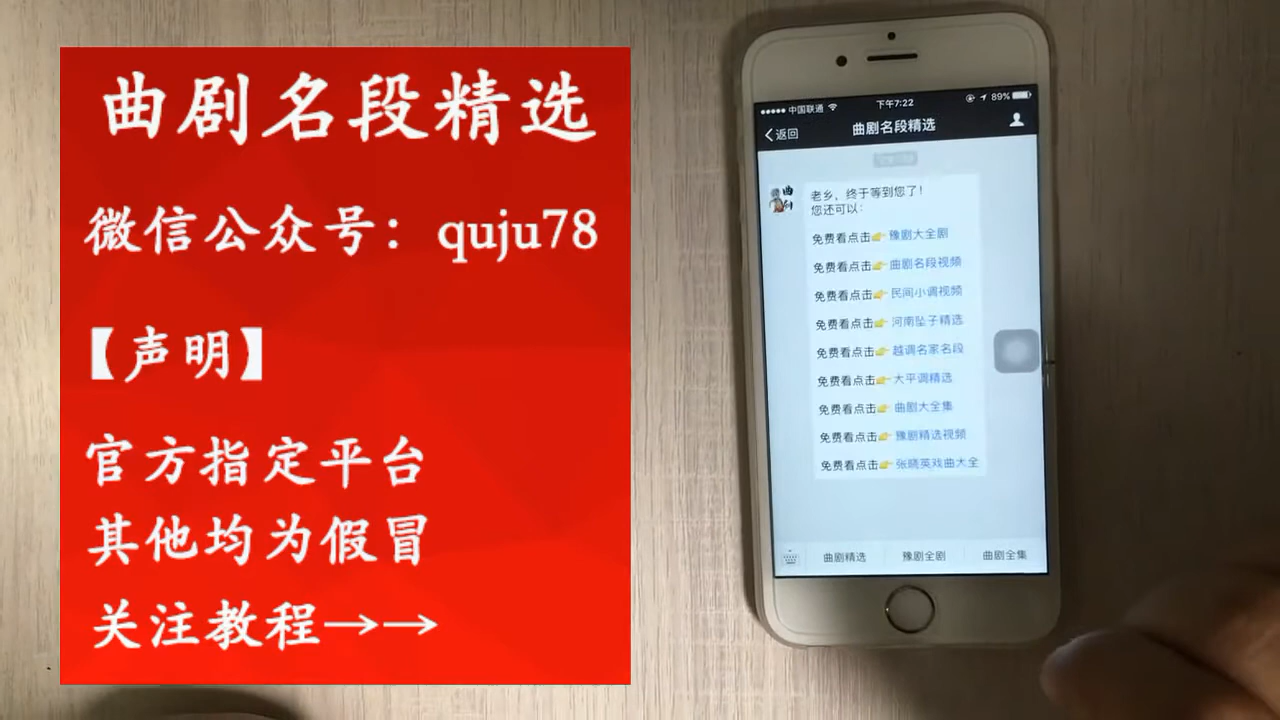 曲剧名段精选
微信公众号：quju78
【声明】
官方指定平台
其他均为假冒
关注教程→→
中国联通
下午7:22
89%
返回
曲剧名段精选
老乡，终于等到您了！
您还可以：
免费看点击👉豫剧大全剧
免费看点击👉曲剧名段视频
免费看点击👉民间小调视频
免费看点击👉河南坠子精选
免费看点击👉越调名家名段
免费看点击👉大平调精选
免费看点击👉曲剧大全集
免费看点击👉豫剧精选视频
免费看点击👉张晓英戏曲大全
曲剧精选
豫剧全剧
曲剧全集